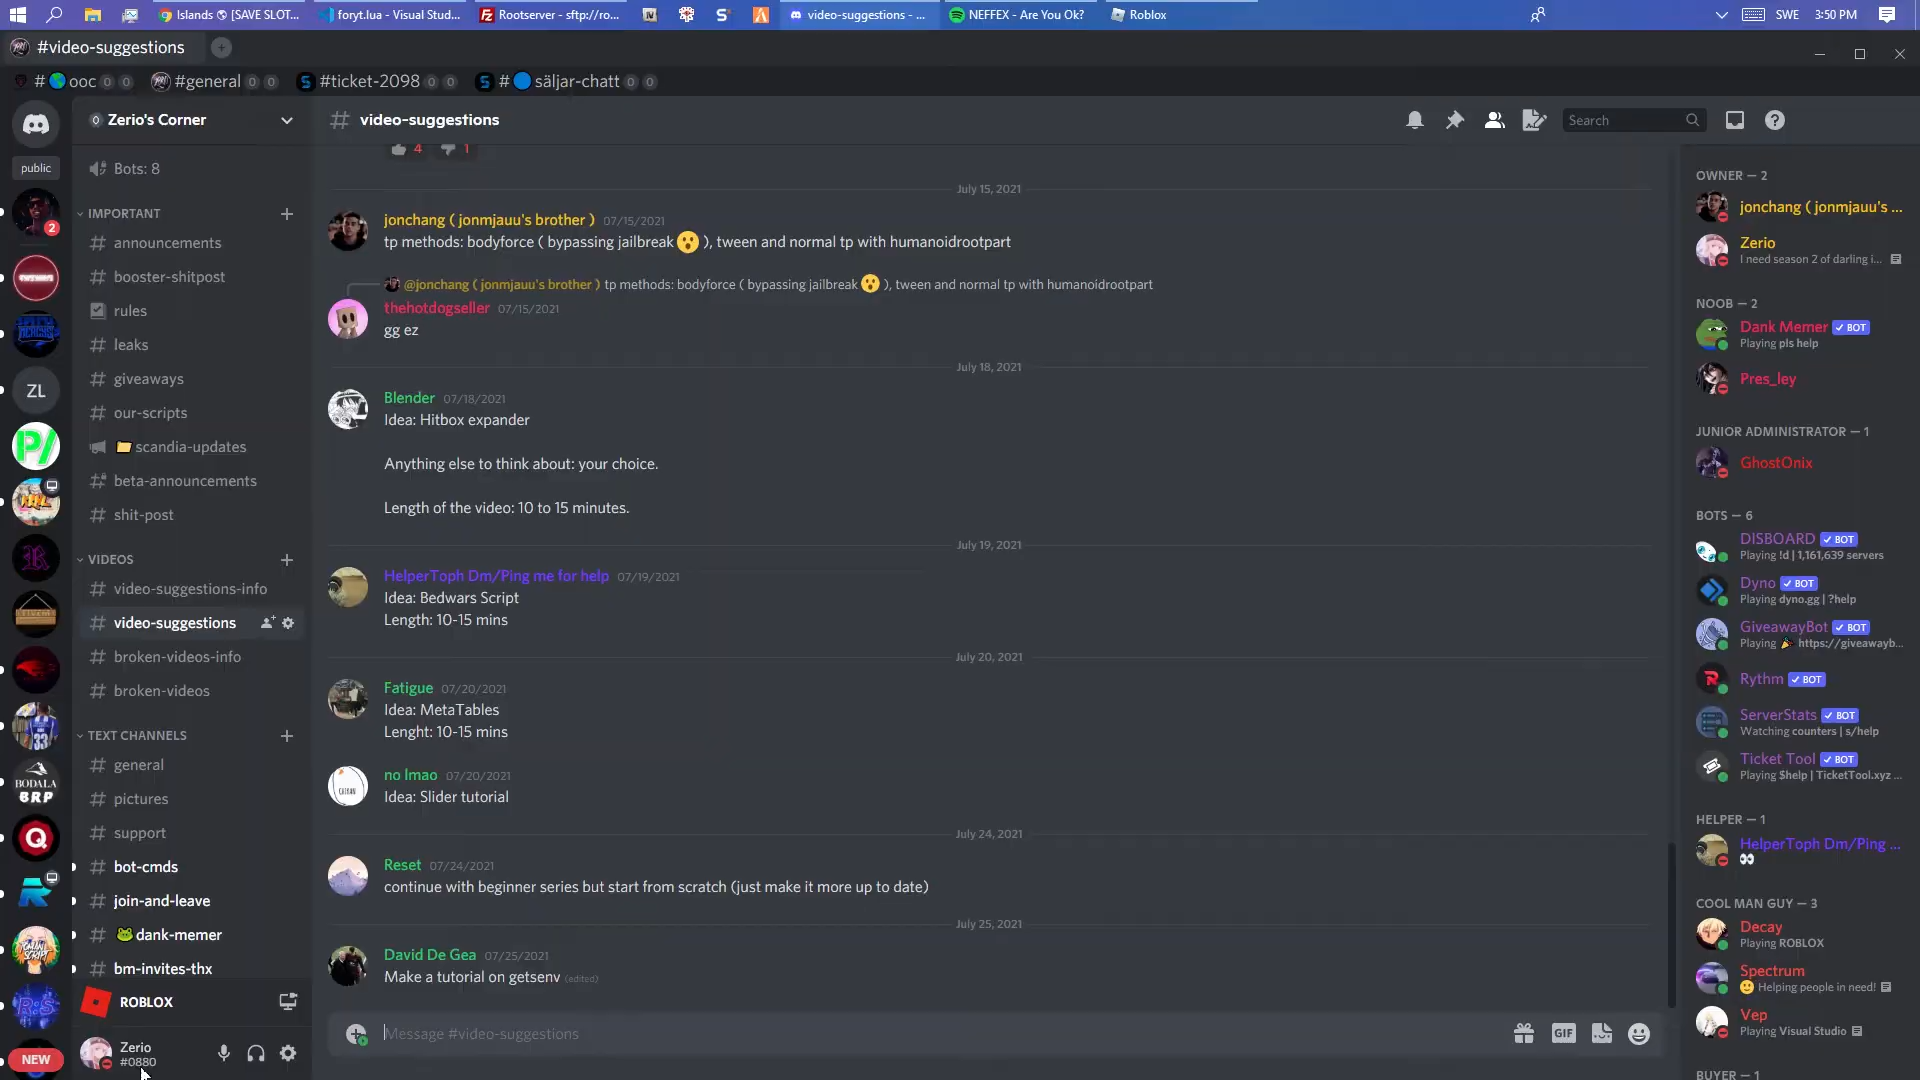 Islands [SAVE SLOT...
foryt.lua - Visual Stud...
Rootserver - sftp://ro...
video-suggestions - ...
NEFFEX - Are You Ok?
Roblox
SWE
3:50 PM
#video-suggestions
# ooc 0 0
#general 0 0
#ticket-2098 0 0
# säljar-chatt 0 0
public
2
ZL
BODALA
BRP
NEW
Zerio's Corner
Bots: 8
IMPORTANT
announcements
booster-shitpost
rules
leaks
giveaways
our-scripts
scandia-updates
beta-announcements
shit-post
VIDEOS
video-suggestions-info
video-suggestions
broken-videos-info
broken-videos
TEXT CHANNELS
general
pictures
support
bot-cmds
join-and-leave
dank-memer
bm-invites-thx
ROBLOX
Zerio
#0880
# video-suggestions
Search
4 1
July 15, 2021
jonchang ( jonmjauu's brother ) 07/15/2021
tp methods: bodyforce ( bypassing jailbreak 😮 ), tween and normal tp with humanoidrootpart
@jonchang ( jonmjauu's brother ) tp methods: bodyforce ( bypassing jailbreak 😮 ), tween and normal tp with humanoidrootpart
thehotdogseller 07/15/2021
gg ez
July 18, 2021
Blender 07/18/2021
Idea: Hitbox expander
Anything else to think about: your choice.
Length of the video: 10 to 15 minutes.
July 19, 2021
HelperToph Dm/Ping me for help 07/19/2021
Idea: Bedwars Script
Length: 10-15 mins
July 20, 2021
Fatigue 07/20/2021
Idea: MetaTables
Lenght: 10-15 mins
no lmao 07/20/2021
Idea: Slider tutorial
July 24, 2021
Reset 07/24/2021
continue with beginner series but start from scratch (just make it more up to date)
July 25, 2021
David De Gea 07/25/2021
Make a tutorial on getsenv (edited)
Message #video-suggestions
GIF
OWNER — 2
jonchang ( jonmjauu's ...
Zerio
I need season 2 of darling i...
NOOB — 2
Dank Memer BOT
Playing pls help
Pres_ley
JUNIOR ADMINISTRATOR — 1
GhostOnix
BOTS — 6
DISBOARD BOT
Playing !d | 1,161,639 servers
Dyno BOT
Playing dyno.gg | ?help
GiveawayBot BOT
Playing 🎉 https://giveawayb...
Rythm BOT
ServerStats BOT
Watching counters | s/help
Ticket Tool BOT
Playing $help | TicketTool.xyz ...
HELPER — 1
HelperToph Dm/Ping ...
COOL MAN GUY — 3
Decay
Playing ROBLOX
Spectrum
🙂 Helping people in need!
Vep
Playing Visual Studio
BUYER — 1